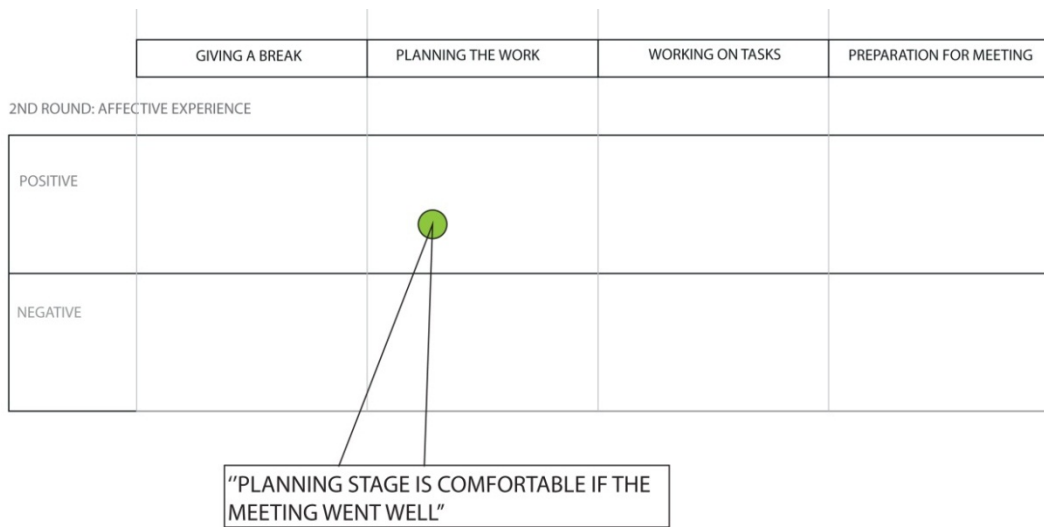 GIVING A BREAK
PLANNING THE WORK
WORKING ON TASKS
PREPARATION FOR MEETING
2ND ROUND: AFFECTIVE EXPERIENCE
POSITIVE
NEGATIVE
‘’PLANNING STAGE IS COMFORTABLE IF THE
MEETING WENT WELL”